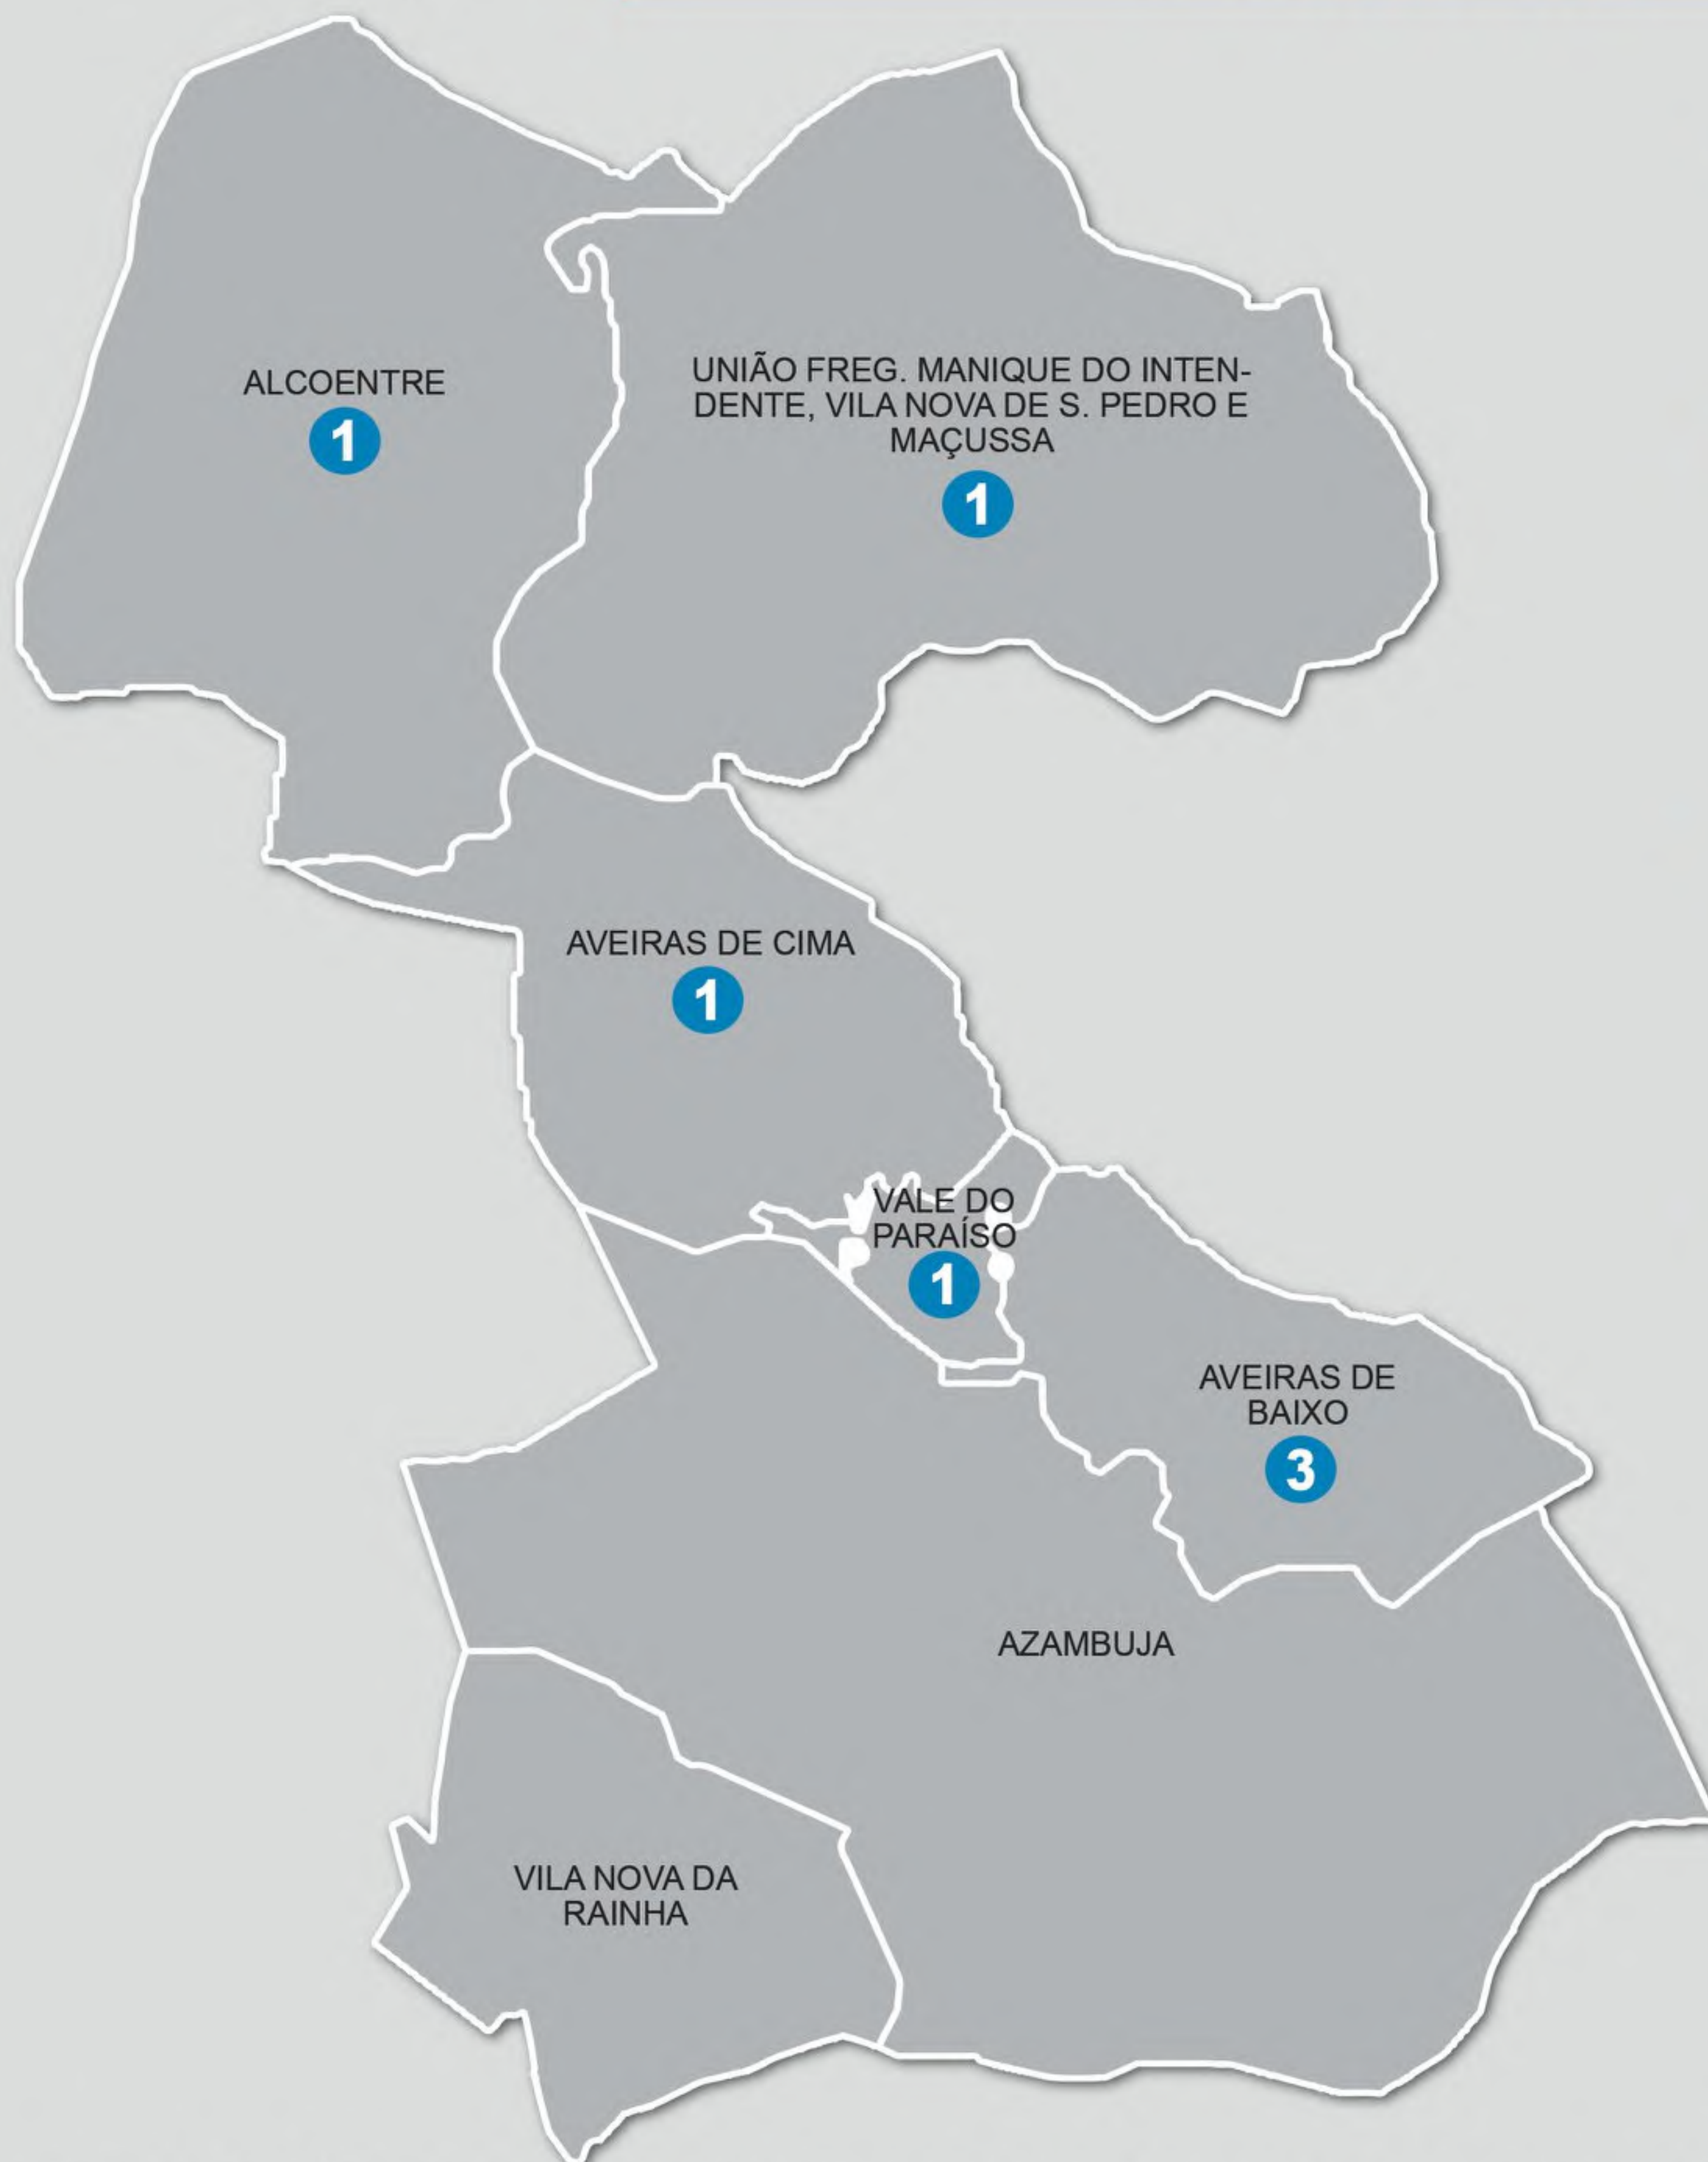 ALCOENTRE
1
UNIÃO FREG. MANIQUE DO INTEN-
DENTE, VILA NOVA DE S. PEDRO E
MAÇUSSA
1
AVEIRAS DE CIMA
1
VALE DO
PARAÍSO
1
AVEIRAS DE
BAIXO
3
AZAMBUJA
VILA NOVA DA
RAINHA